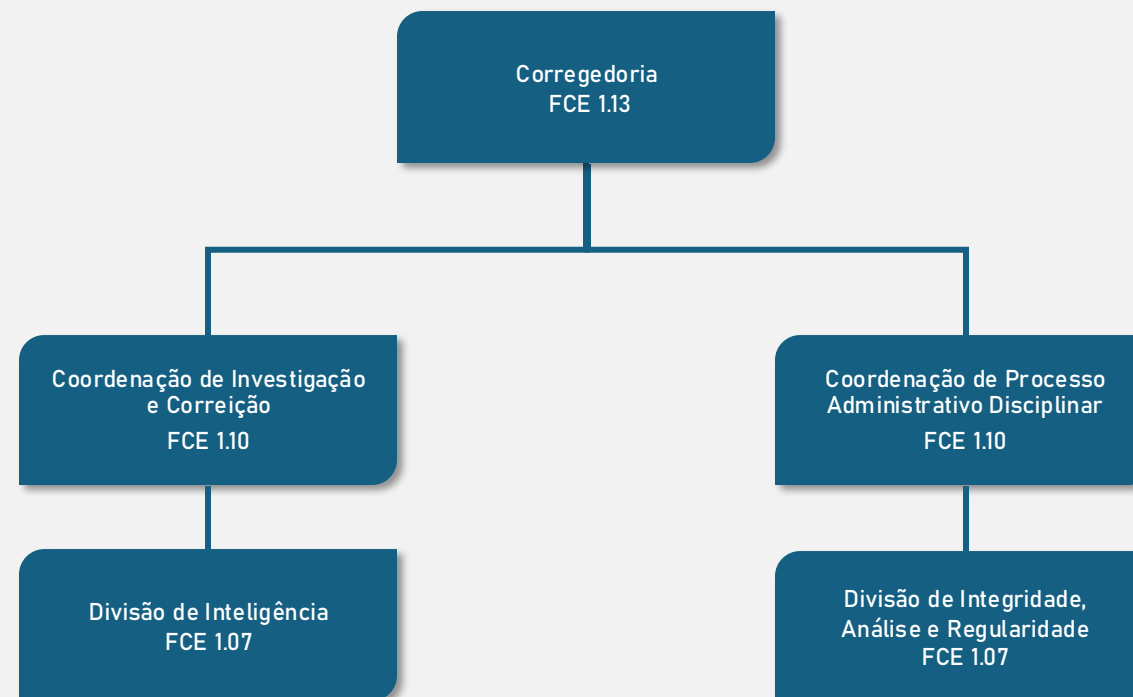 Corregedoria
FCE 1.13
Coordenação de Investigação
e Correição
FCE 1.10
Coordenação de Processo
Administrativo Disciplinar
FCE 1.10
Divisão de Inteligência
FCE 1.07
Divisão de Integridade,
Análise e Regularidade
FCE 1.07